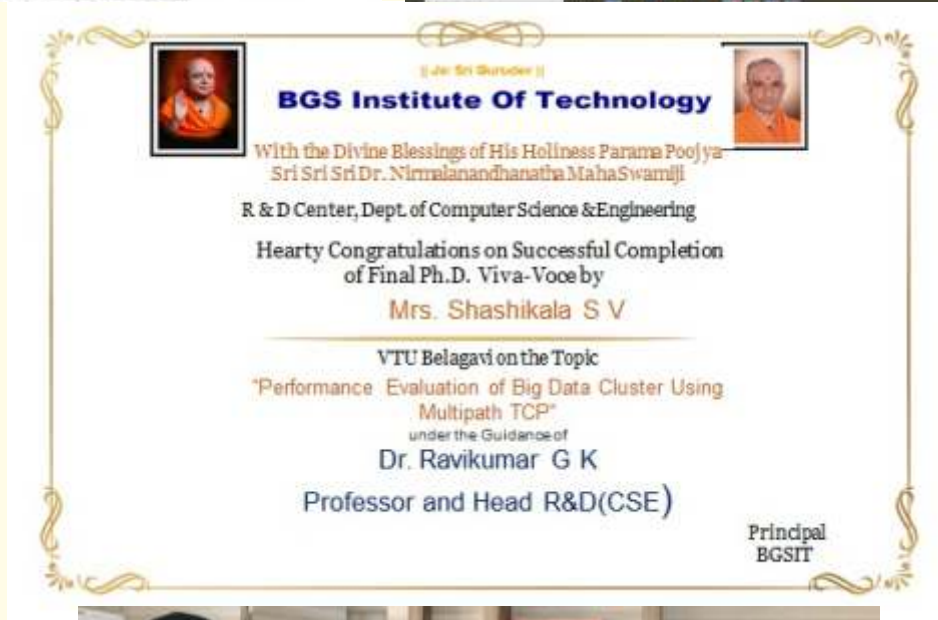 || Jai Sri Gurudev ||
BGS Institute Of Technology
With the Divine Blessings of His Holiness Parama Poojya
Sri Sri Sri Dr. Nirmalanandhanatha MahaSwamiji
R & D Center, Dept. of Computer Science & Engineering
Hearty Congratulations on Successful Completion
of Final Ph.D. Viva-Voce by
Mrs. Shashikala S V
VTU Belagavi on the Topic
"Performance Evaluation of Big Data Cluster Using
Multipath TCP"
under the Guidance of
Dr. Ravikumar G K
Professor and Head R&D(CSE)
Principal
BGSIT